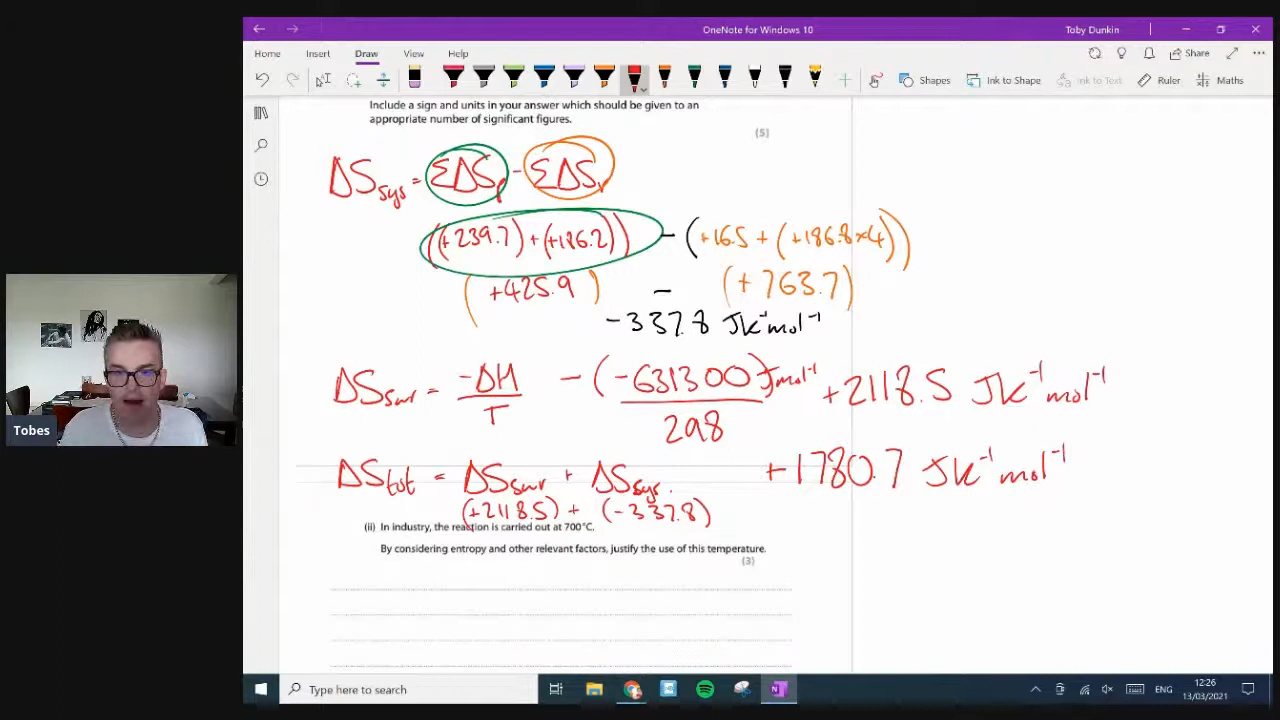 OneNote for Windows 10
Toby Dunkin
Home Insert Draw View Help
Share
Shapes Ink to Shape Ink to Text Ruler Maths
Include a sign and units in your answer which should be given to an
appropriate number of significant figures.
(5)
ΔSsys = ΣΔSp - ΣΔSr
((+239.7) + (+186.2)) - (+16.5 + (+186.8×4))
(+425.9) - (+763.7)
-337.8 JK⁻¹mol⁻¹
ΔSsurr = -ΔH/T -(-631300)Jmol⁻¹/298 +2118.5 JK⁻¹mol⁻¹
ΔStot = ΔSsurr + ΔSsys. +1780.7 JK⁻¹mol⁻¹
(+2118.5) + (-337.8)
(ii) In industry, the reaction is carried out at 700°C.
By considering entropy and other relevant factors, justify the use of this temperature.
(3)
Tobes
Type here to search
ENG
12:26
13/03/2021